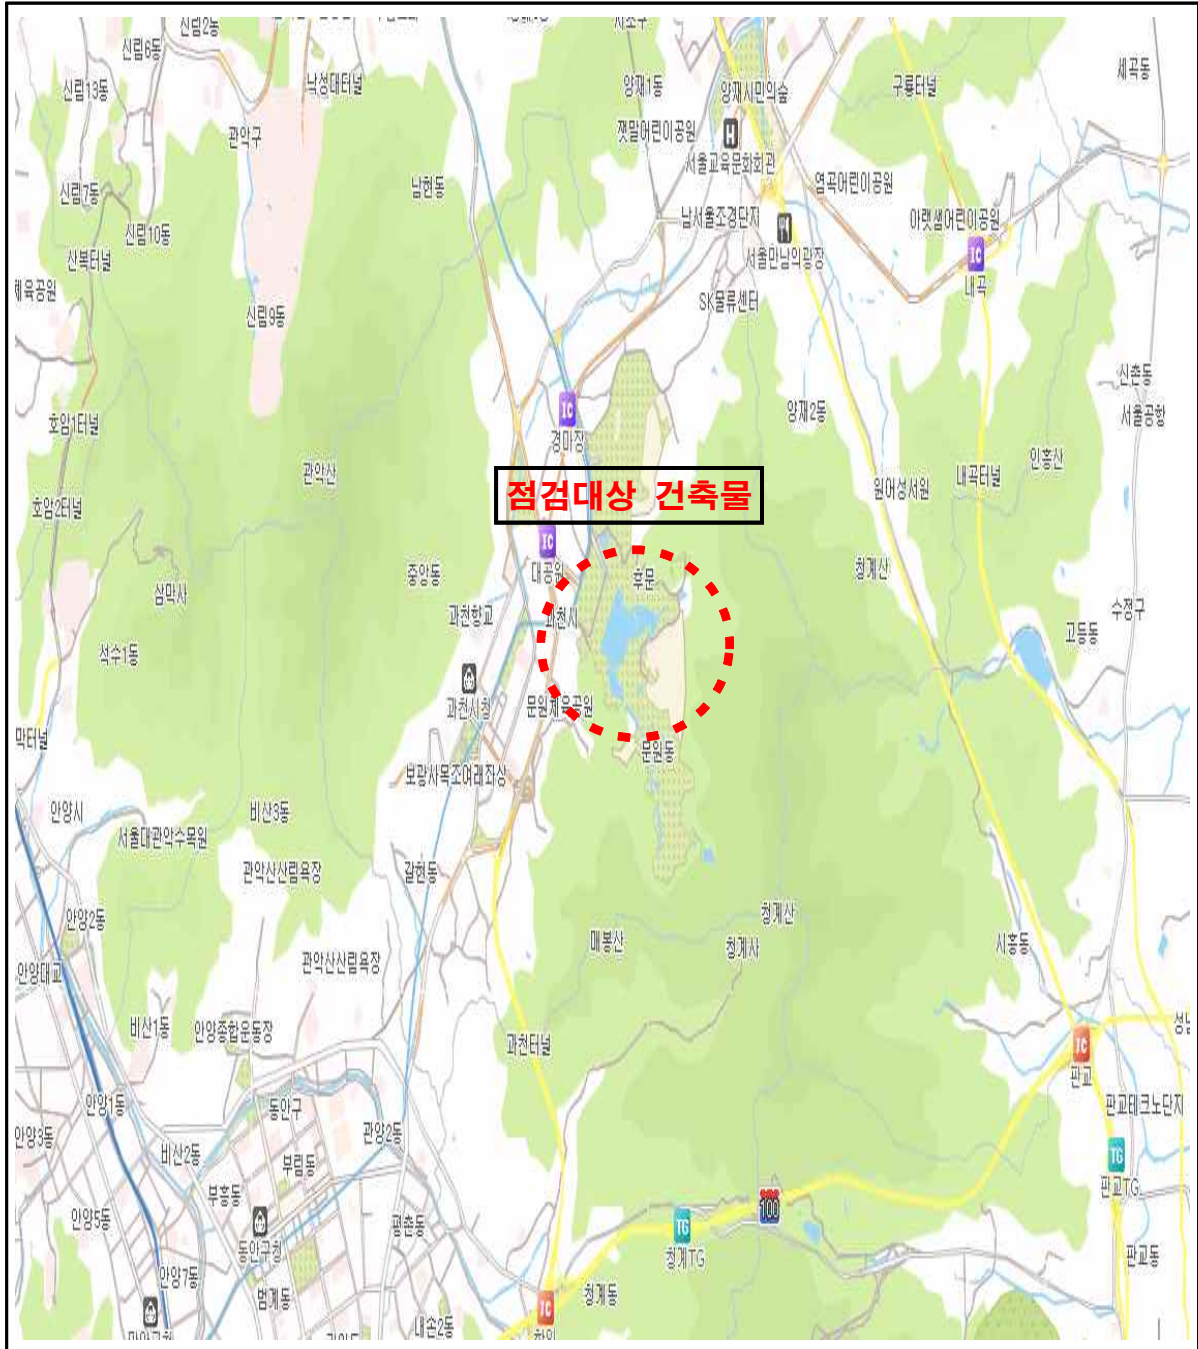 신림2동
신림6동
서초구
양재1동
양재시민의숲
구룡터널
세곡동
신림13동
낙성대터널
관악구
잿말어린이공원
서울교육문화회관
염곡어린이공원
신림7동
남현동
신림10동
남서울조경단지
아랫샘어린이공원
산복터널
서울만남의광장
IC
내곡
체육공원
신림9동
SK물류센터
신촌동
호암1터널
IC
경마장
양재2동
서울공항
관악산
인릉산
내곡터널
호암2터널
점검대상 건축물
원어성서원
IC
대공원
후문
중앙동
청계산
삼막사
과천향교
과천시
수정구
고등동
석수1동
과천시청
문원체육공원
막터널
문원동
보광사목조여래좌상
안양시
비산3동
서울대관악수목원
관악산산림욕장
갈현동
안양2동
청계산
매봉산
청계사
시흥동
안양대교
관악산산림욕장
비산1동
안양종합운동장
과천터널
IC
판교
안양1동
동안구
판교테크노단지
안양3동
관양2동
비산2동
부림동
TG
판교TG
부흥동
안양5동
평촌동
100
TG
청계TG
동안구청
판교동
안양7동
범계동
청계동
IC
내손2동